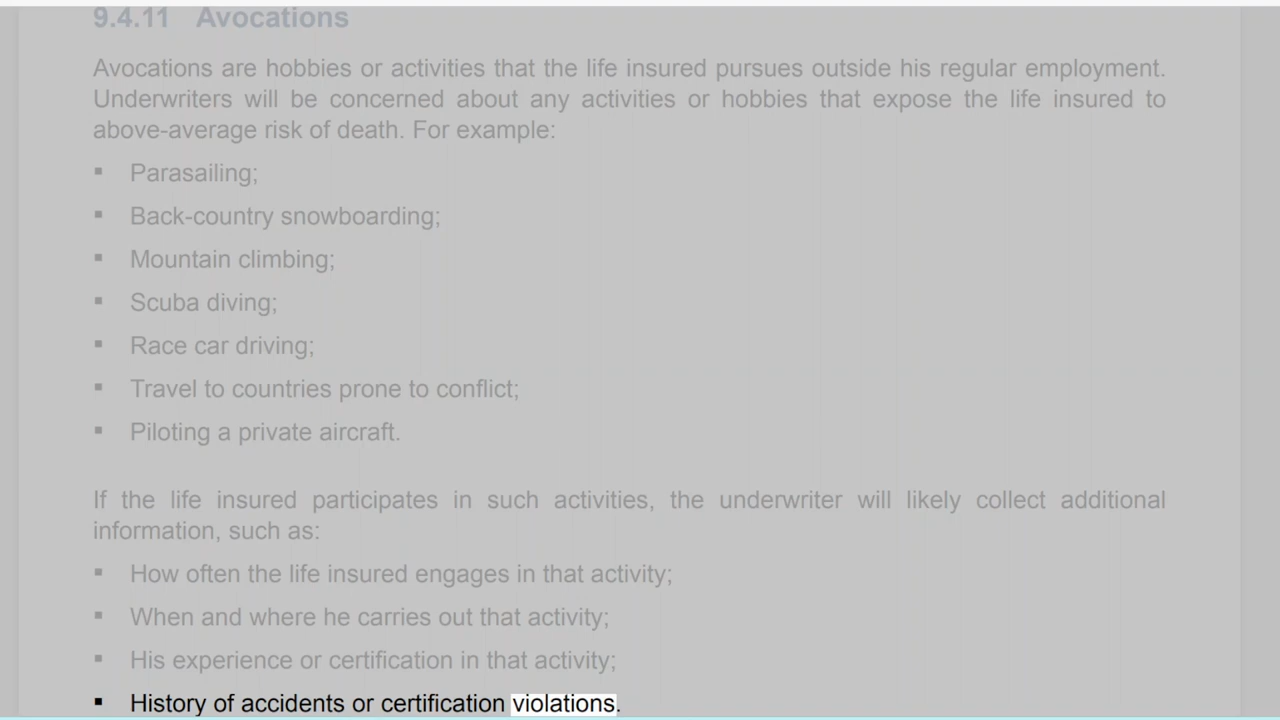 9.4.11 Avocations
Avocations are hobbies or activities that the life insured pursues outside his regular employment.
Underwriters will be concerned about any activities or hobbies that expose the life insured to
above-average risk of death. For example:
▪ Parasailing;
▪ Back-country snowboarding;
▪ Mountain climbing;
▪ Scuba diving;
▪ Race car driving;
▪ Travel to countries prone to conflict;
▪ Piloting a private aircraft.
If the life insured participates in such activities, the underwriter will likely collect additional
information, such as:
▪ How often the life insured engages in that activity;
▪ When and where he carries out that activity;
▪ His experience or certification in that activity;
▪ History of accidents or certification violations.